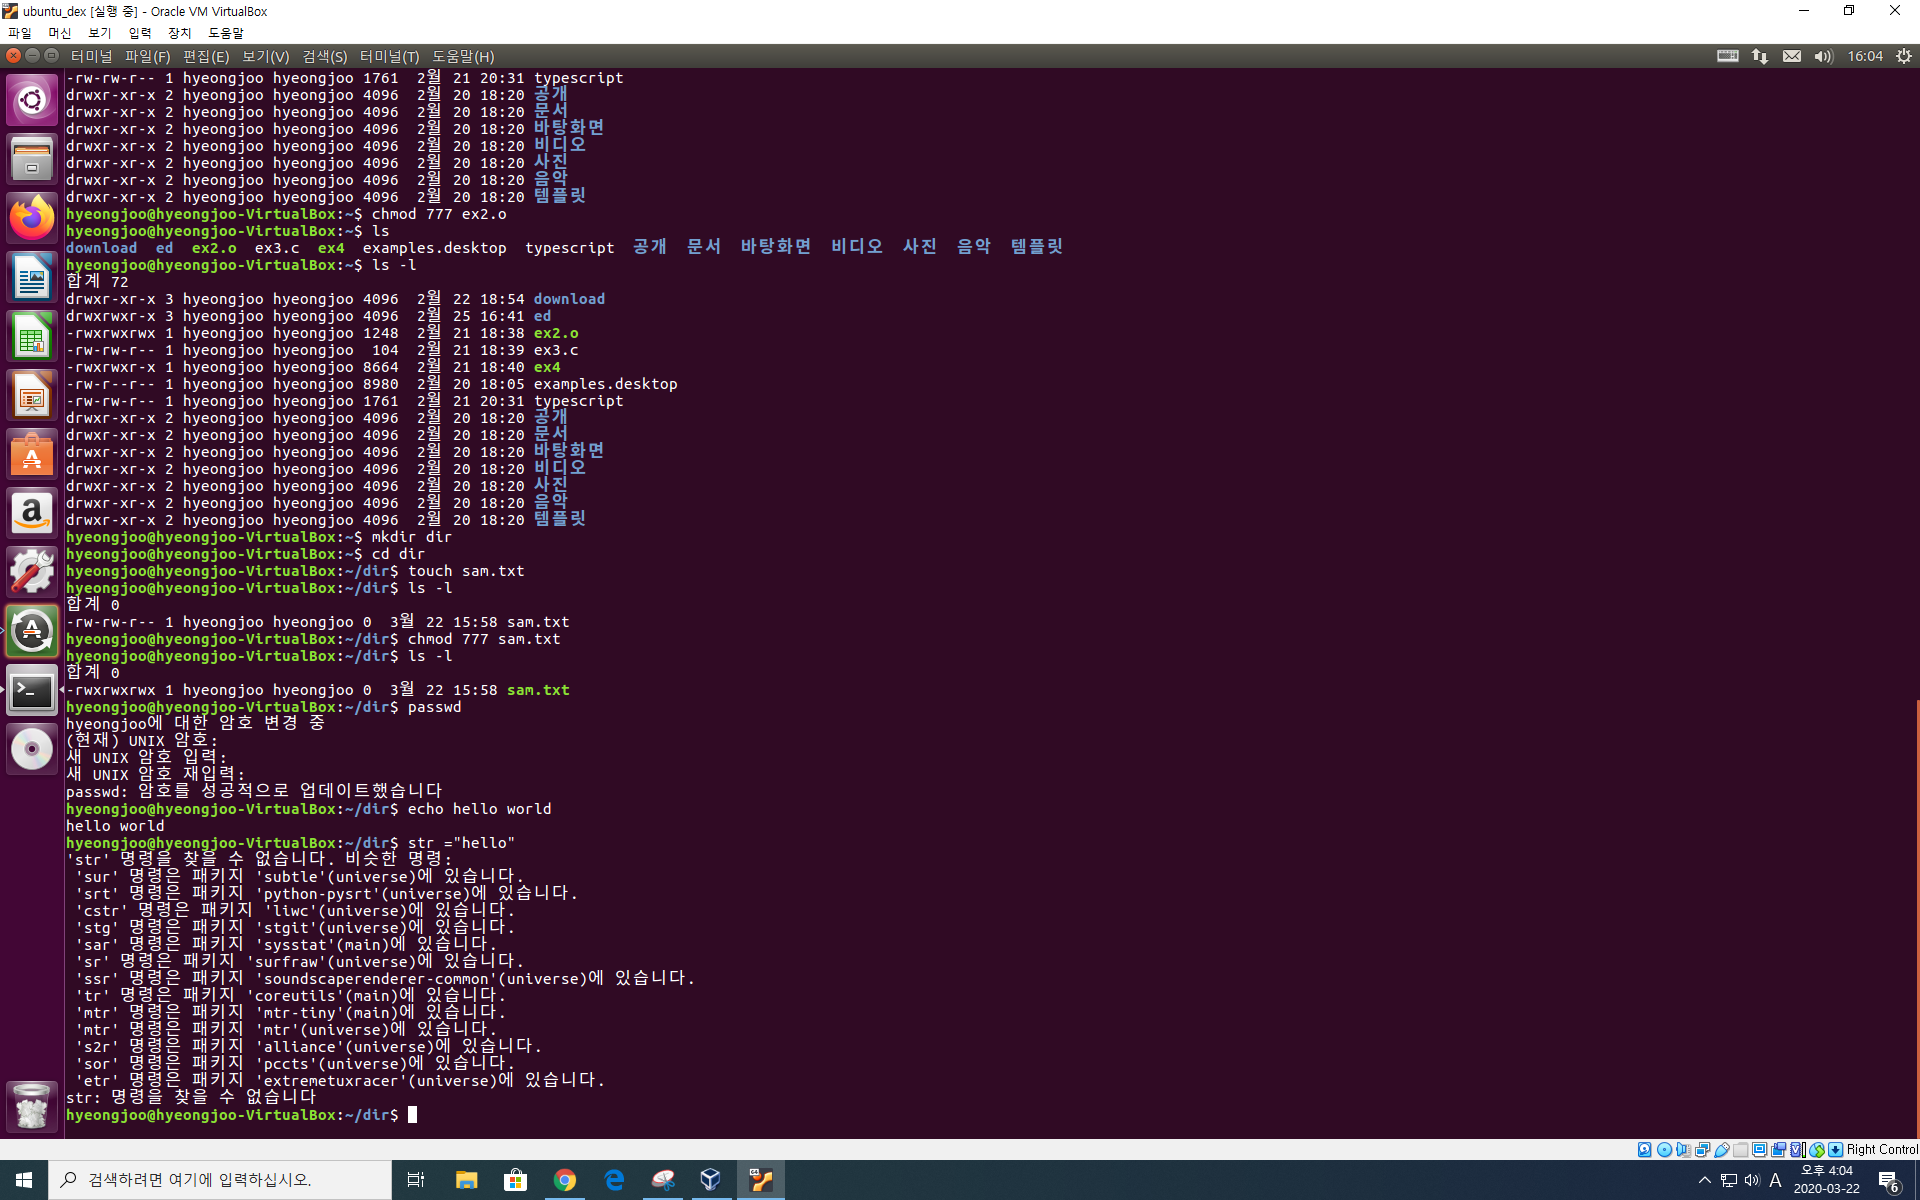 ubuntu_dex [실행 중] - Oracle VM VirtualBox
파일 머신 보기 입력 장치 도움말
터미널 파일(F) 편집(E) 보기(V) 검색(S) 터미널(T) 도움말(H) 16:04
-rw-rw-r-- 1 hyeongjoo hyeongjoo 1761  2월 21 20:31 typescript
drwxr-xr-x 2 hyeongjoo hyeongjoo 4096  2월 20 18:20 공개
drwxr-xr-x 2 hyeongjoo hyeongjoo 4096  2월 20 18:20 문서
drwxr-xr-x 2 hyeongjoo hyeongjoo 4096  2월 20 18:20 바탕화면
drwxr-xr-x 2 hyeongjoo hyeongjoo 4096  2월 20 18:20 비디오
drwxr-xr-x 2 hyeongjoo hyeongjoo 4096  2월 20 18:20 사진
drwxr-xr-x 2 hyeongjoo hyeongjoo 4096  2월 20 18:20 음악
drwxr-xr-x 2 hyeongjoo hyeongjoo 4096  2월 20 18:20 템플릿
hyeongjoo@hyeongjoo-VirtualBox:~$ chmod 777 ex2.o
hyeongjoo@hyeongjoo-VirtualBox:~$ ls
download  ed  ex2.o  ex3.c  ex4  examples.desktop  typescript  공개  문서  바탕화면  비디오  사진  음악  템플릿
hyeongjoo@hyeongjoo-VirtualBox:~$ ls -l
합계 72
drwxr-xr-x 3 hyeongjoo hyeongjoo 4096  2월 22 18:54 download
drwxrwxr-x 3 hyeongjoo hyeongjoo 4096  2월 25 16:41 ed
-rwxrwxrwx 1 hyeongjoo hyeongjoo 1248  2월 21 18:38 ex2.o
-rw-rw-r-- 1 hyeongjoo hyeongjoo  104  2월 21 18:39 ex3.c
-rwxrwxr-x 1 hyeongjoo hyeongjoo 8664  2월 21 18:40 ex4
-rw-r--r-- 1 hyeongjoo hyeongjoo 8980  2월 20 18:05 examples.desktop
-rw-rw-r-- 1 hyeongjoo hyeongjoo 1761  2월 21 20:31 typescript
drwxr-xr-x 2 hyeongjoo hyeongjoo 4096  2월 20 18:20 공개
drwxr-xr-x 2 hyeongjoo hyeongjoo 4096  2월 20 18:20 문서
drwxr-xr-x 2 hyeongjoo hyeongjoo 4096  2월 20 18:20 바탕화면
drwxr-xr-x 2 hyeongjoo hyeongjoo 4096  2월 20 18:20 비디오
drwxr-xr-x 2 hyeongjoo hyeongjoo 4096  2월 20 18:20 사진
drwxr-xr-x 2 hyeongjoo hyeongjoo 4096  2월 20 18:20 음악
drwxr-xr-x 2 hyeongjoo hyeongjoo 4096  2월 20 18:20 템플릿
hyeongjoo@hyeongjoo-VirtualBox:~$ mkdir dir
hyeongjoo@hyeongjoo-VirtualBox:~$ cd dir
hyeongjoo@hyeongjoo-VirtualBox:~/dir$ touch sam.txt
hyeongjoo@hyeongjoo-VirtualBox:~/dir$ ls -l
합계 0
-rw-rw-r-- 1 hyeongjoo hyeongjoo 0  3월 22 15:58 sam.txt
hyeongjoo@hyeongjoo-VirtualBox:~/dir$ chmod 777 sam.txt
hyeongjoo@hyeongjoo-VirtualBox:~/dir$ ls -l
합계 0
-rwxrwxrwx 1 hyeongjoo hyeongjoo 0  3월 22 15:58 sam.txt
hyeongjoo@hyeongjoo-VirtualBox:~/dir$ passwd
hyeongjoo에 대한 암호 변경 중
(현재) UNIX 암호:
새 UNIX 암호 입력:
새 UNIX 암호 재입력:
passwd: 암호를 성공적으로 업데이트했습니다
hyeongjoo@hyeongjoo-VirtualBox:~/dir$ echo hello world
hello world
hyeongjoo@hyeongjoo-VirtualBox:~/dir$ str ="hello"
'str' 명령을 찾을 수 없습니다. 비슷한 명령:
 'sur' 명령은 패키지 'subtle'(universe)에 있습니다.
 'srt' 명령은 패키지 'python-pysrt'(universe)에 있습니다.
 'cstr' 명령은 패키지 'liwc'(universe)에 있습니다.
 'stg' 명령은 패키지 'stgit'(universe)에 있습니다.
 'sar' 명령은 패키지 'sysstat'(main)에 있습니다.
 'sr' 명령은 패키지 'surfraw'(universe)에 있습니다.
 'ssr' 명령은 패키지 'soundscaperenderer-common'(universe)에 있습니다.
 'tr' 명령은 패키지 'coreutils'(main)에 있습니다.
 'mtr' 명령은 패키지 'mtr-tiny'(main)에 있습니다.
 'mtr' 명령은 패키지 'mtr'(universe)에 있습니다.
 's2r' 명령은 패키지 'alliance'(universe)에 있습니다.
 'sor' 명령은 패키지 'pccts'(universe)에 있습니다.
 'etr' 명령은 패키지 'extremetuxracer'(universe)에 있습니다.
str: 명령을 찾을 수 없습니다
hyeongjoo@hyeongjoo-VirtualBox:~/dir$
Right Control
검색하려면 여기에 입력하십시오.
A 오후 4:04
2020-03-22
6